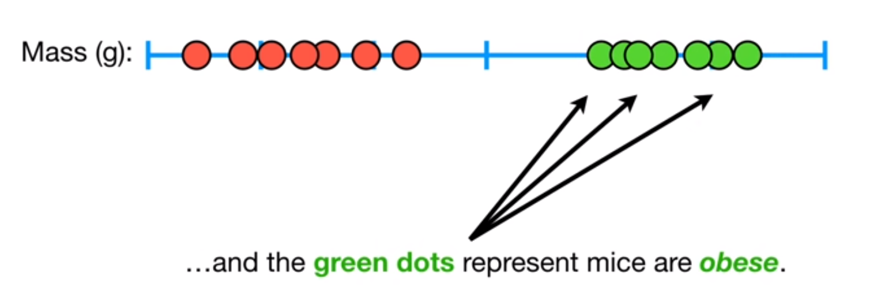 Mass (g):
…and the green dots represent mice are obese.